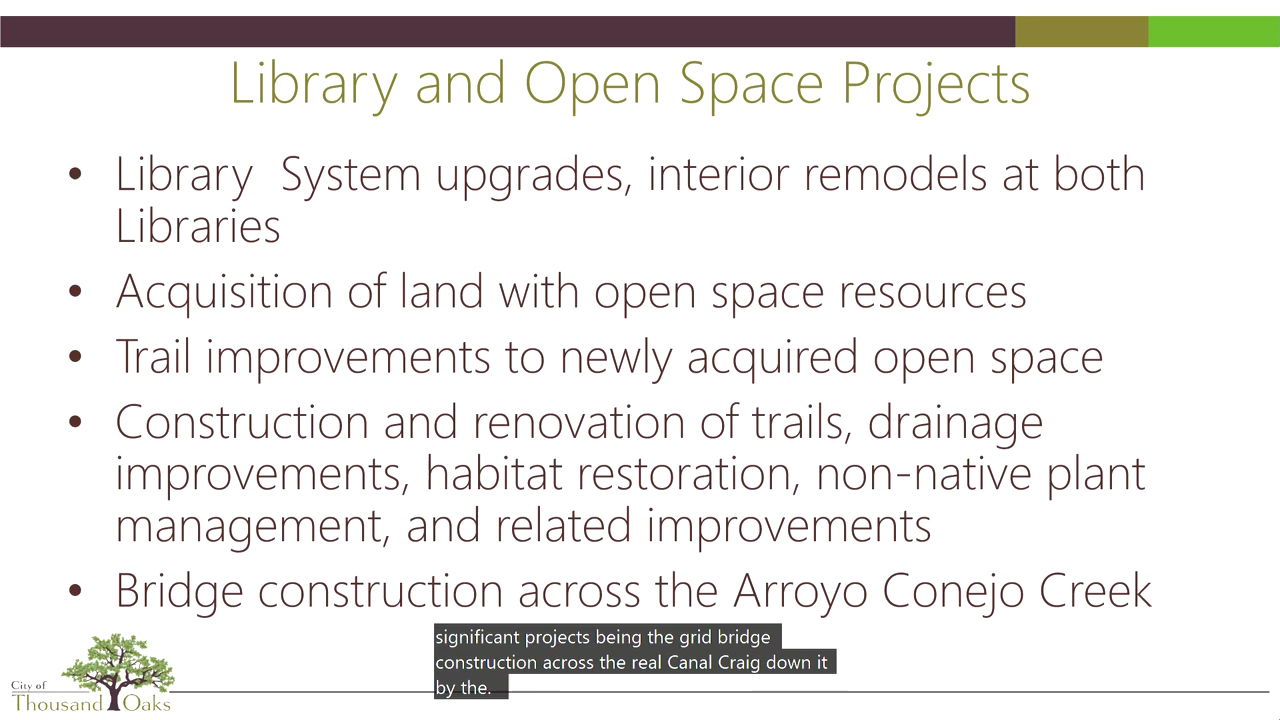 Library and Open Space Projects
• Library  System upgrades, interior remodels at both
Libraries
• Acquisition of land with open space resources
• Trail improvements to newly acquired open space
• Construction and renovation of trails, drainage
improvements, habitat restoration, non-native plant
management, and related improvements
• Bridge construction across the Arroyo Conejo Creek
significant projects being the grid bridge
construction across the real Canal Craig down it
by the.
City of
Thousand Oaks